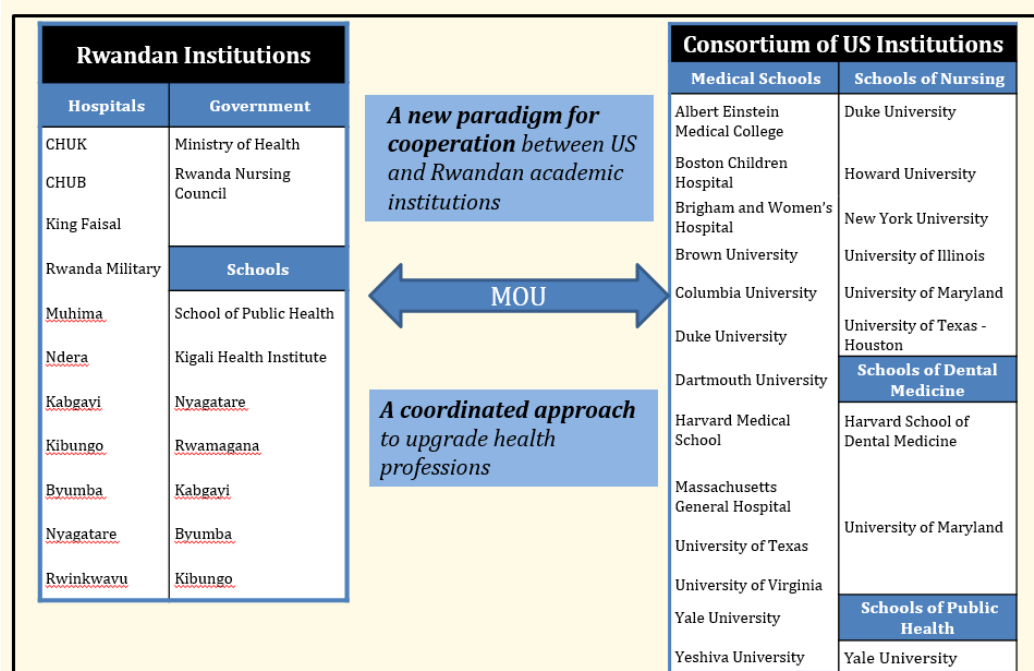 Rwandan Institutions
Hospitals
Government
CHUK
Ministry of Health
CHUB
Rwanda Nursing
Council
King Faisal
Rwanda Military
Schools
Muhima
School of Public Health
Ndera
Kigali Health Institute
Kabgayi
Nyagatare
Kibungo
Rwamagana
Byumba
Kabgayi
Nyagatare
Byumba
Rwinkwavu
Kibungo
A new paradigm for
cooperation between US
and Rwandan academic
institutions
MOU
A coordinated approach
to upgrade health
professions
Consortium of US Institutions
Medical Schools
Schools of Nursing
Albert Einstein
Medical College
Duke University
Boston Children
Hospital
Howard University
Brigham and Women's
Hospital
New York University
Brown University
University of Illinois
Columbia University
University of Maryland
Duke University
University of Texas -
Houston
Dartmouth University
Schools of Dental
Medicine
Harvard Medical
School
Harvard School of
Dental Medicine
Massachusetts
General Hospital
University of Maryland
University of Texas
University of Virginia
Yale University
Schools of Public
Health
Yeshiva University
Yale University